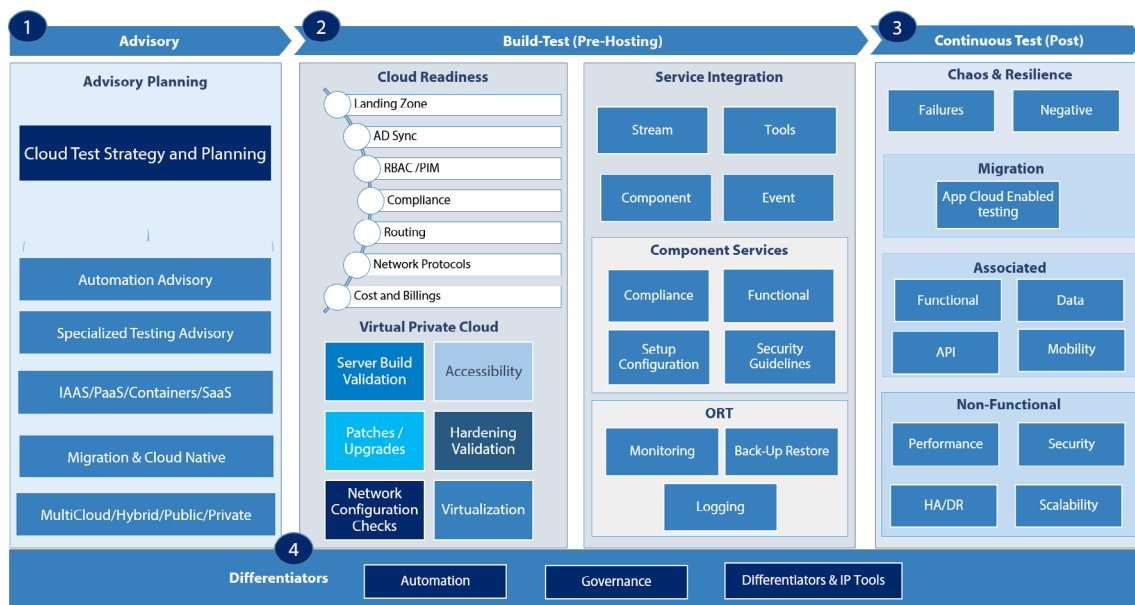 1
Advisory
2
Build-Test (Pre-Hosting)
3
Continuous Test (Post)
Advisory Planning
Cloud Test Strategy and Planning
Automation Advisory
Specialized Testing Advisory
IAAS/PaaS/Containers/SaaS
Migration & Cloud Native
MultiCloud/Hybrid/Public/Private
Cloud Readiness
Landing Zone
AD Sync
RBAC /PIM
Compliance
Routing
Network Protocols
Cost and Billings
Virtual Private Cloud
Server Build
Validation
Accessibility
Patches /
Upgrades
Hardening
Validation
Network
Configuration
Checks
Virtualization
Service Integration
Stream
Tools
Component
Event
Component Services
Compliance
Functional
Setup
Configuration
Security
Guidelines
ORT
Monitoring
Back-Up Restore
Logging
Chaos & Resilience
Failures
Negative
Migration
App Cloud Enabled
testing
Associated
Functional
Data
API
Mobility
Non-Functional
Performance
Security
HA/DR
Scalability
4
Differentiators
Automation
Governance
Differentiators & IP Tools